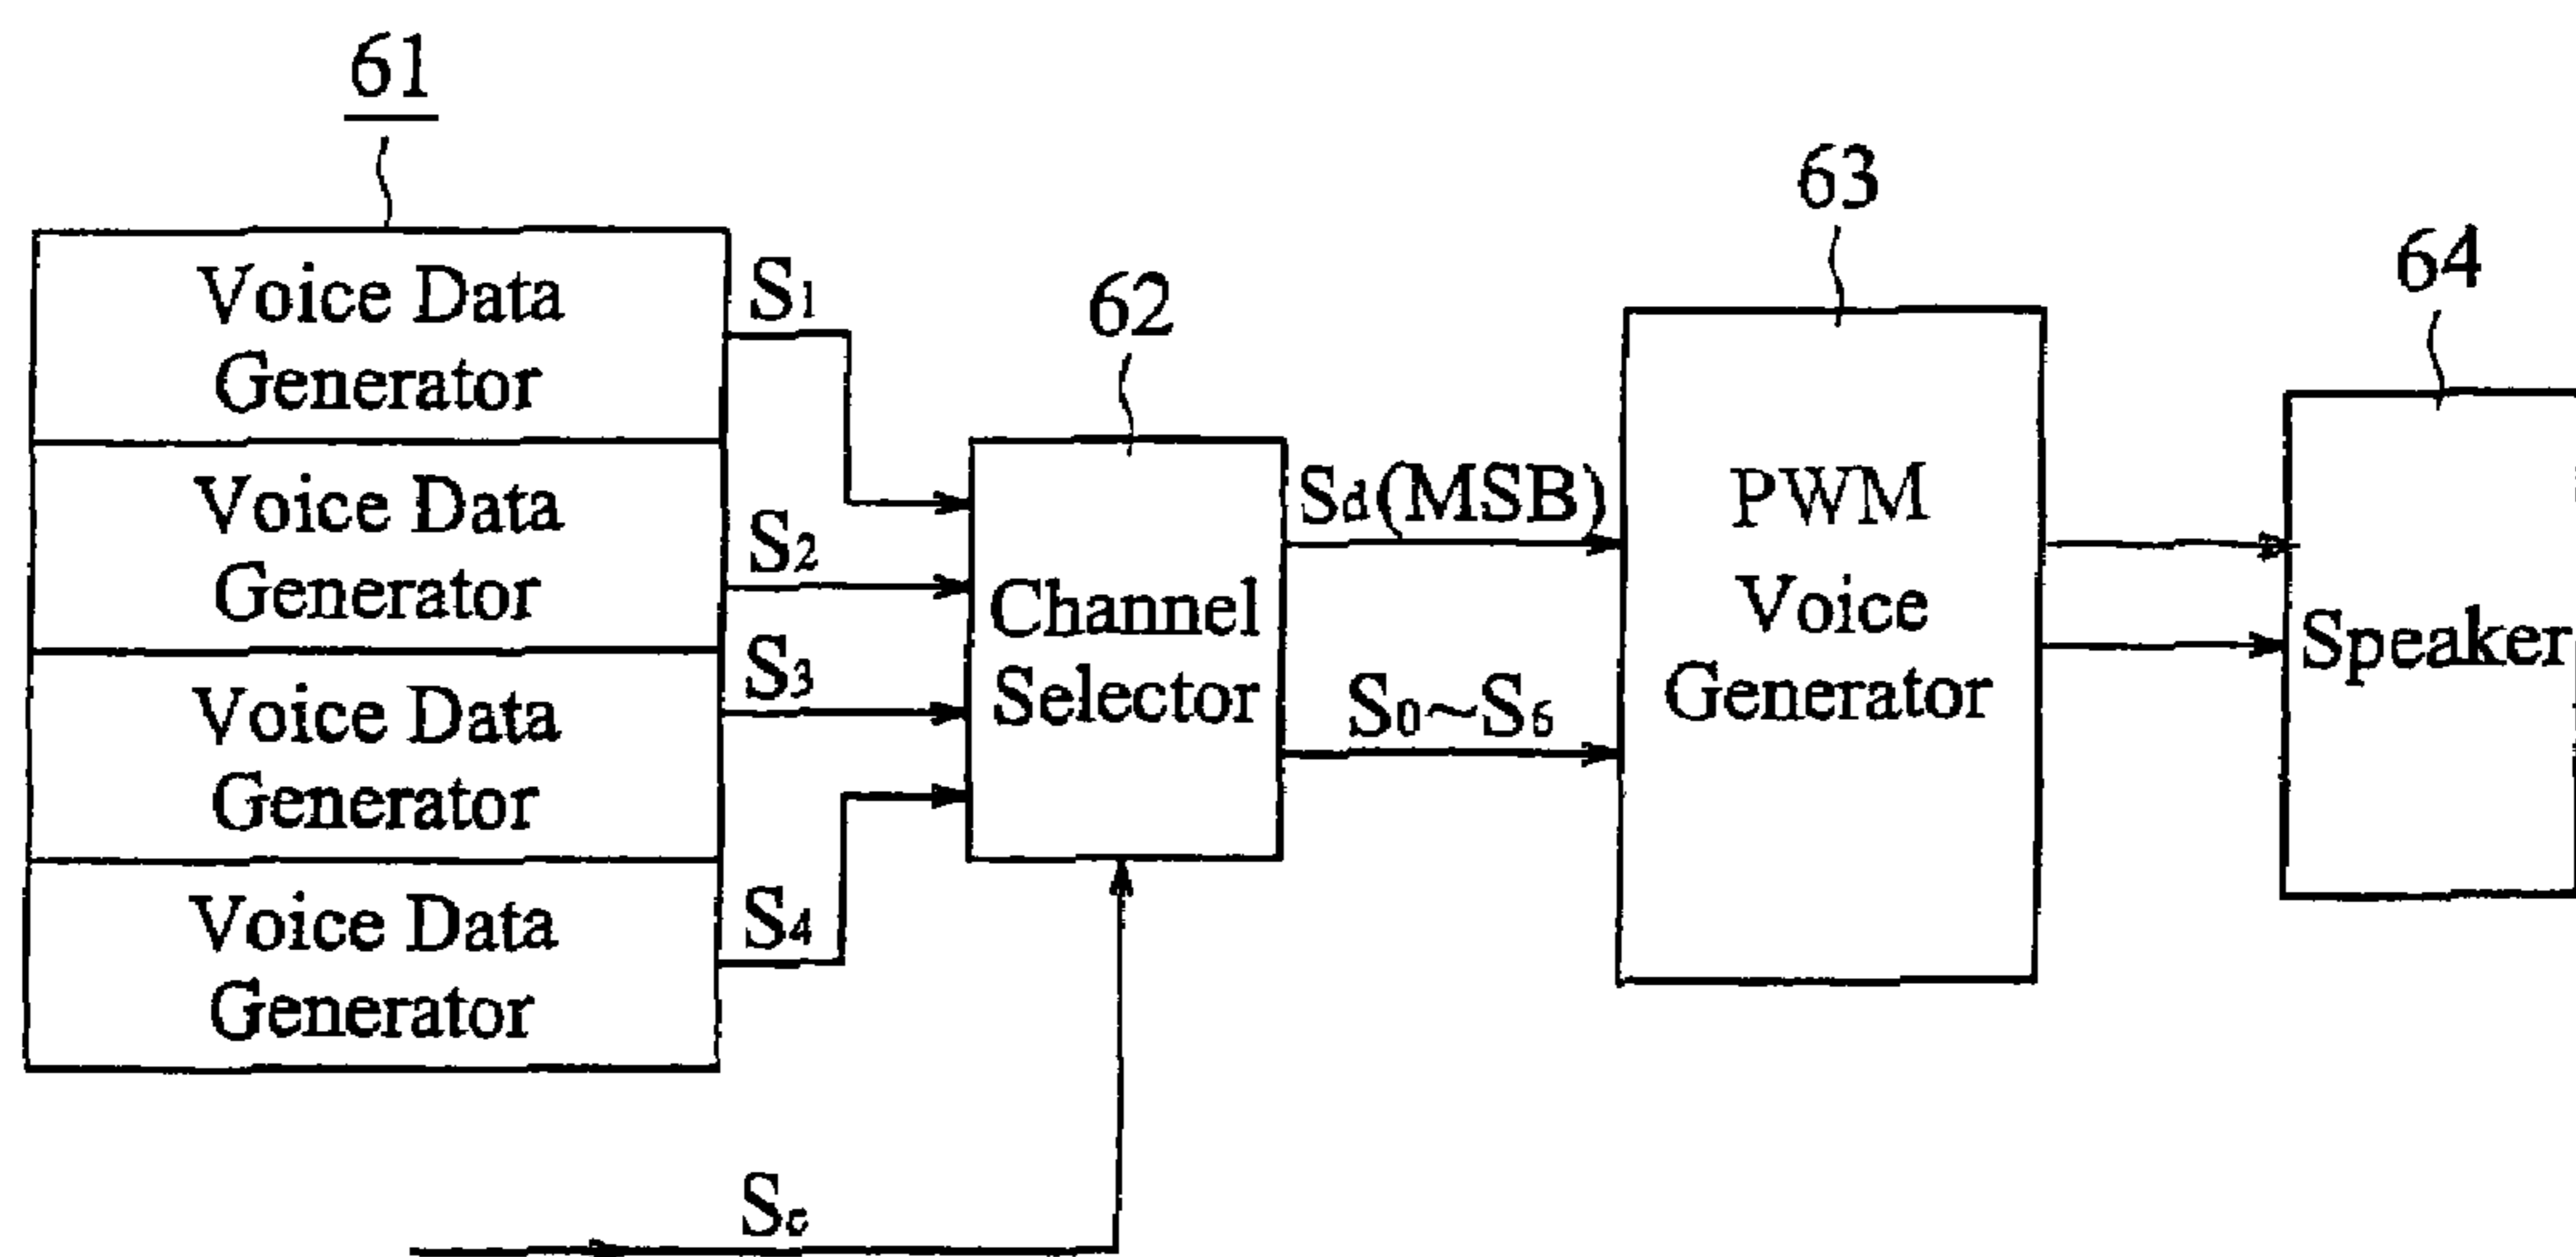 61
Voice Data
Generator
Voice Data
Generator
Voice Data
Generator
Voice Data
Generator
S1
S2
S3
S4
Sc
62
Channel
Selector
Sd(MSB)
S0~S6
63
PWM
Voice
Generator
64
Speaker